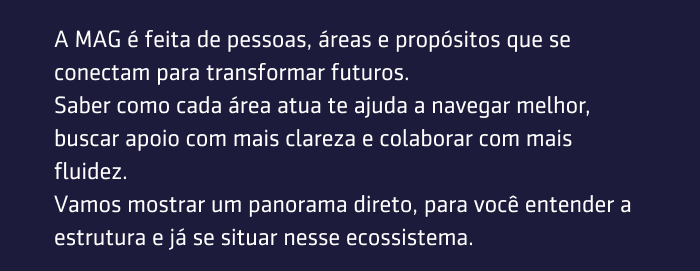 A MAG é feita de pessoas, áreas e propósitos que se
conectam para transformar futuros.
Saber como cada área atua te ajuda a navegar melhor,
buscar apoio com mais clareza e colaborar com mais
fluidez.
Vamos mostrar um panorama direto, para você entender a
estrutura e já se situar nesse ecossistema.